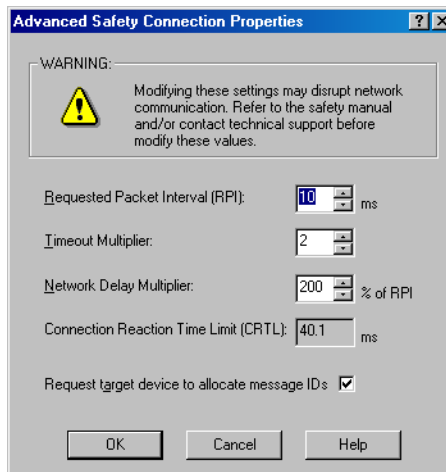 Advanced Safety Connection Properties
WARNING:
Modifying these settings may disrupt network
communication. Refer to the safety manual
and/or contact technical support before
modify these values.
Requested Packet Interval (RPI): 10 ms
Timeout Multiplier: 2
Network Delay Multiplier: 200 % of RPI
Connection Reaction Time Limit (CRTL): 40.1 ms
Request target device to allocate message IDs
OK Cancel Help